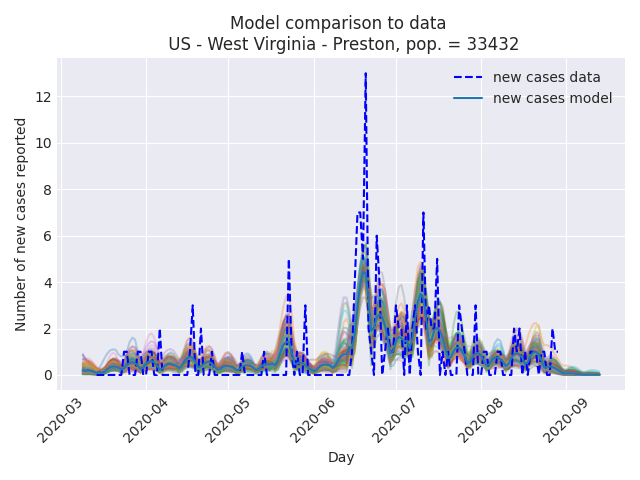 Model comparison to data
US - West Virginia - Preston, pop. = 33432
new cases data
new cases model
Number of new cases reported
12
10
8
6
4
2
0
2020-03
2020-04
2020-05
2020-06
2020-07
2020-08
2020-09
Day